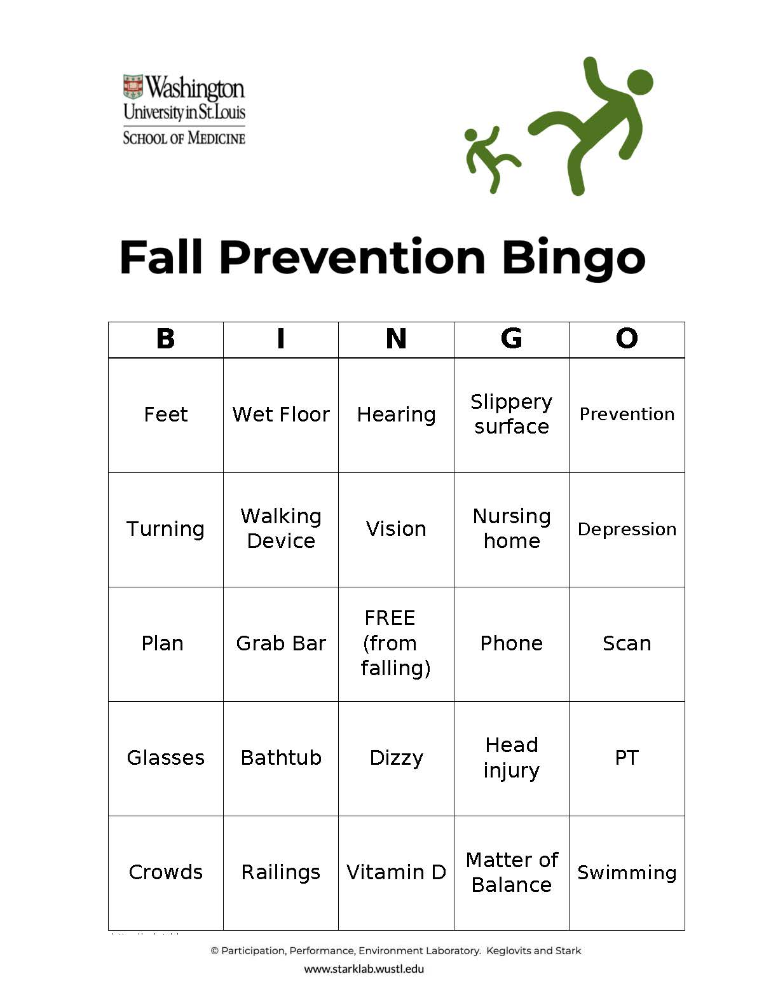 Washington
University in St. Louis
SCHOOL OF MEDICINE
Fall Prevention Bingo
B I N G O
Feet Wet Floor Hearing Slippery surface Prevention
Turning Walking Device Vision Nursing home Depression
Plan Grab Bar FREE (from falling) Phone Scan
Glasses Bathtub Dizzy Head injury PT
Crowds Railings Vitamin D Matter of Balance Swimming
© Participation, Performance, Environment Laboratory. Keglovits and Stark
www.starklab.wustl.edu